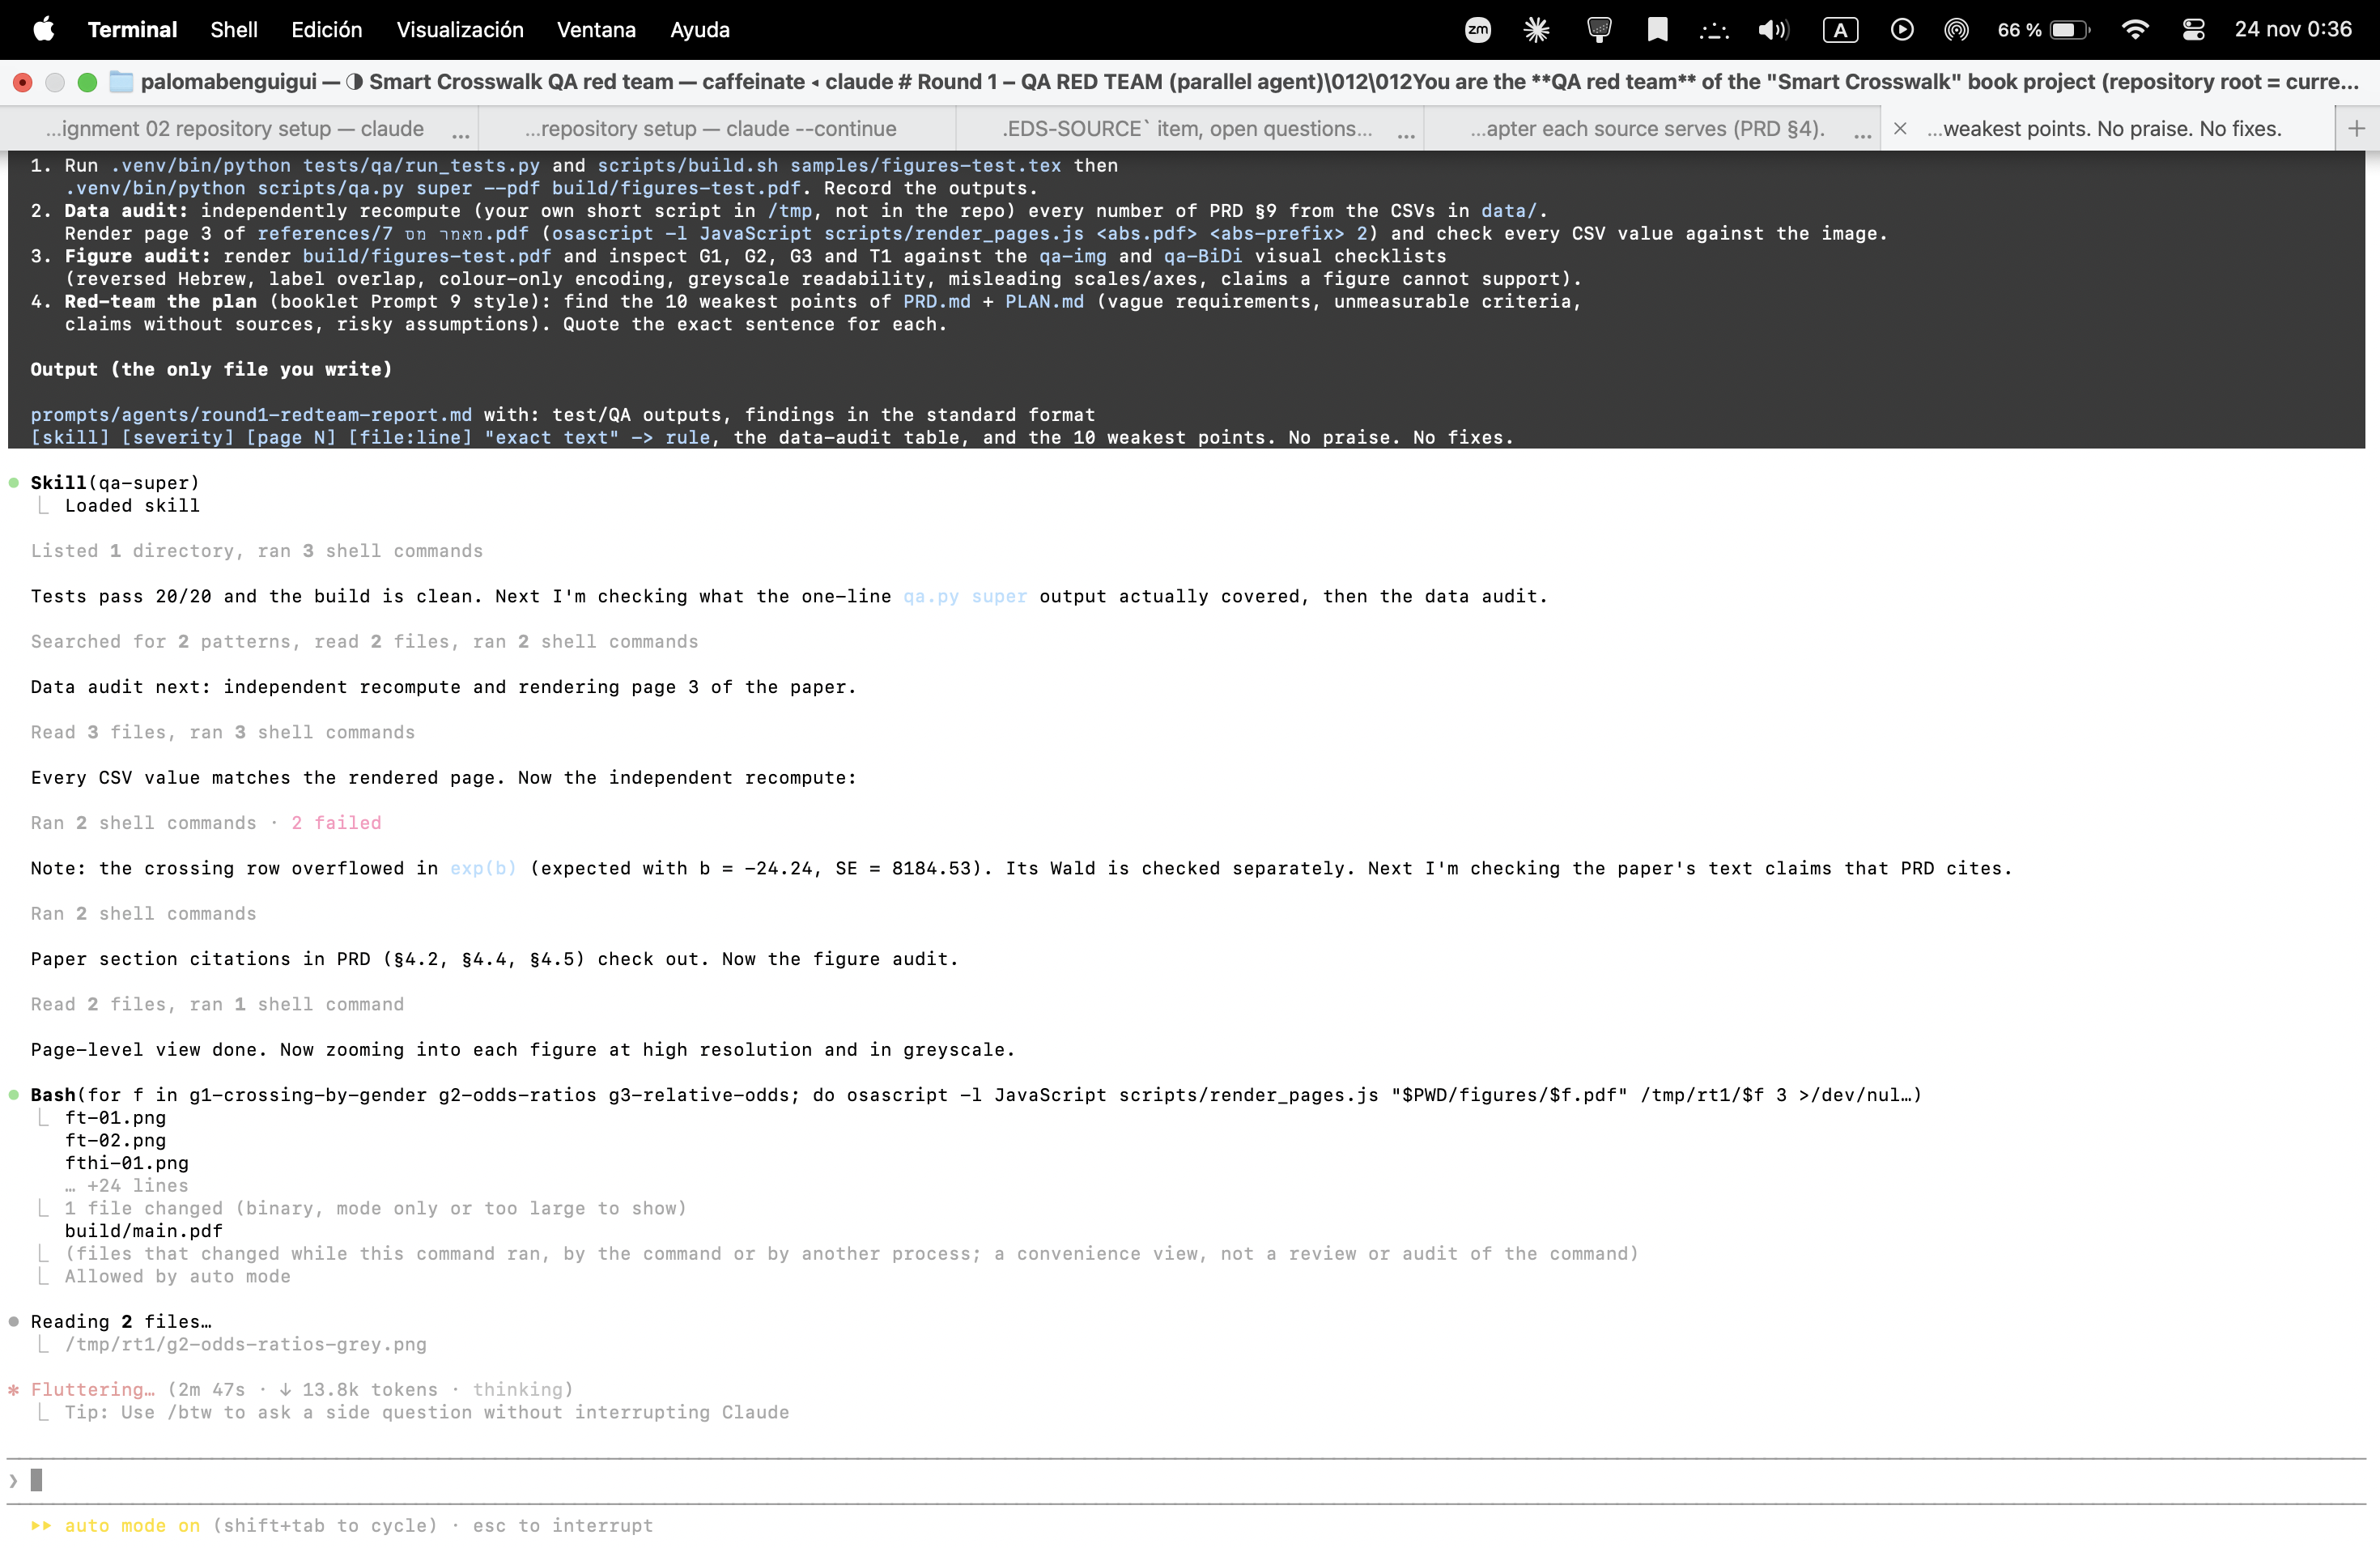 Terminal Shell Edición Visualización Ventana Ayuda zm A 66 % 24 nov 0:36
palomabenguigui — ◑ Smart Crosswalk QA red team — caffeinate ◂ claude # Round 1 – QA RED TEAM (parallel agent)\012\012You are the **QA red team** of the "Smart Crosswalk" book project (repository root = curre...
...ignment 02 repository setup — claude ... ...repository setup — claude --continue .EDS-SOURCE` item, open questions... ... ...apter each source serves (PRD §4). ... × ...weakest points. No praise. No fixes. +
1. Run .venv/bin/python tests/qa/run_tests.py and scripts/build.sh samples/figures-test.tex then
.venv/bin/python scripts/qa.py super --pdf build/figures-test.pdf. Record the outputs.
2. Data audit: independently recompute (your own short script in /tmp, not in the repo) every number of PRD §9 from the CSVs in data/.
Render page 3 of references/7 מאמר מס.pdf (osascript -l JavaScript scripts/render_pages.js <abs.pdf> <abs-prefix> 2) and check every CSV value against the image.
3. Figure audit: render build/figures-test.pdf and inspect G1, G2, G3 and T1 against the qa-img and qa-BiDi visual checklists
(reversed Hebrew, label overlap, colour-only encoding, greyscale readability, misleading scales/axes, claims a figure cannot support).
4. Red-team the plan (booklet Prompt 9 style): find the 10 weakest points of PRD.md + PLAN.md (vague requirements, unmeasurable criteria,
claims without sources, risky assumptions). Quote the exact sentence for each.
Output (the only file you write)
prompts/agents/round1-redteam-report.md with: test/QA outputs, findings in the standard format
[skill] [severity] [page N] [file:line] "exact text" -> rule, the data-audit table, and the 10 weakest points. No praise. No fixes.
Skill(qa-super)
Loaded skill
Listed 1 directory, ran 3 shell commands
Tests pass 20/20 and the build is clean. Next I'm checking what the one-line qa.py super output actually covered, then the data audit.
Searched for 2 patterns, read 2 files, ran 2 shell commands
Data audit next: independent recompute and rendering page 3 of the paper.
Read 3 files, ran 3 shell commands
Every CSV value matches the rendered page. Now the independent recompute:
Ran 2 shell commands · 2 failed
Note: the crossing row overflowed in exp(b) (expected with b = -24.24, SE = 8184.53). Its Wald is checked separately. Next I'm checking the paper's text claims that PRD cites.
Ran 2 shell commands
Paper section citations in PRD (§4.2, §4.4, §4.5) check out. Now the figure audit.
Read 2 files, ran 1 shell command
Page-level view done. Now zooming into each figure at high resolution and in greyscale.
Bash(for f in g1-crossing-by-gender g2-odds-ratios g3-relative-odds; do osascript -l JavaScript scripts/render_pages.js "$PWD/figures/$f.pdf" /tmp/rt1/$f 3 >/dev/nul…)
ft-01.png
ft-02.png
fthi-01.png
… +24 lines
1 file changed (binary, mode only or too large to show)
build/main.pdf
(files that changed while this command ran, by the command or by another process; a convenience view, not a review or audit of the command)
Allowed by auto mode
Reading 2 files…
/tmp/rt1/g2-odds-ratios-grey.png
✻ Fluttering… (2m 47s · ↓ 13.8k tokens · thinking)
Tip: Use /btw to ask a side question without interrupting Claude
❯
▸▸ auto mode on (shift+tab to cycle) · esc to interrupt